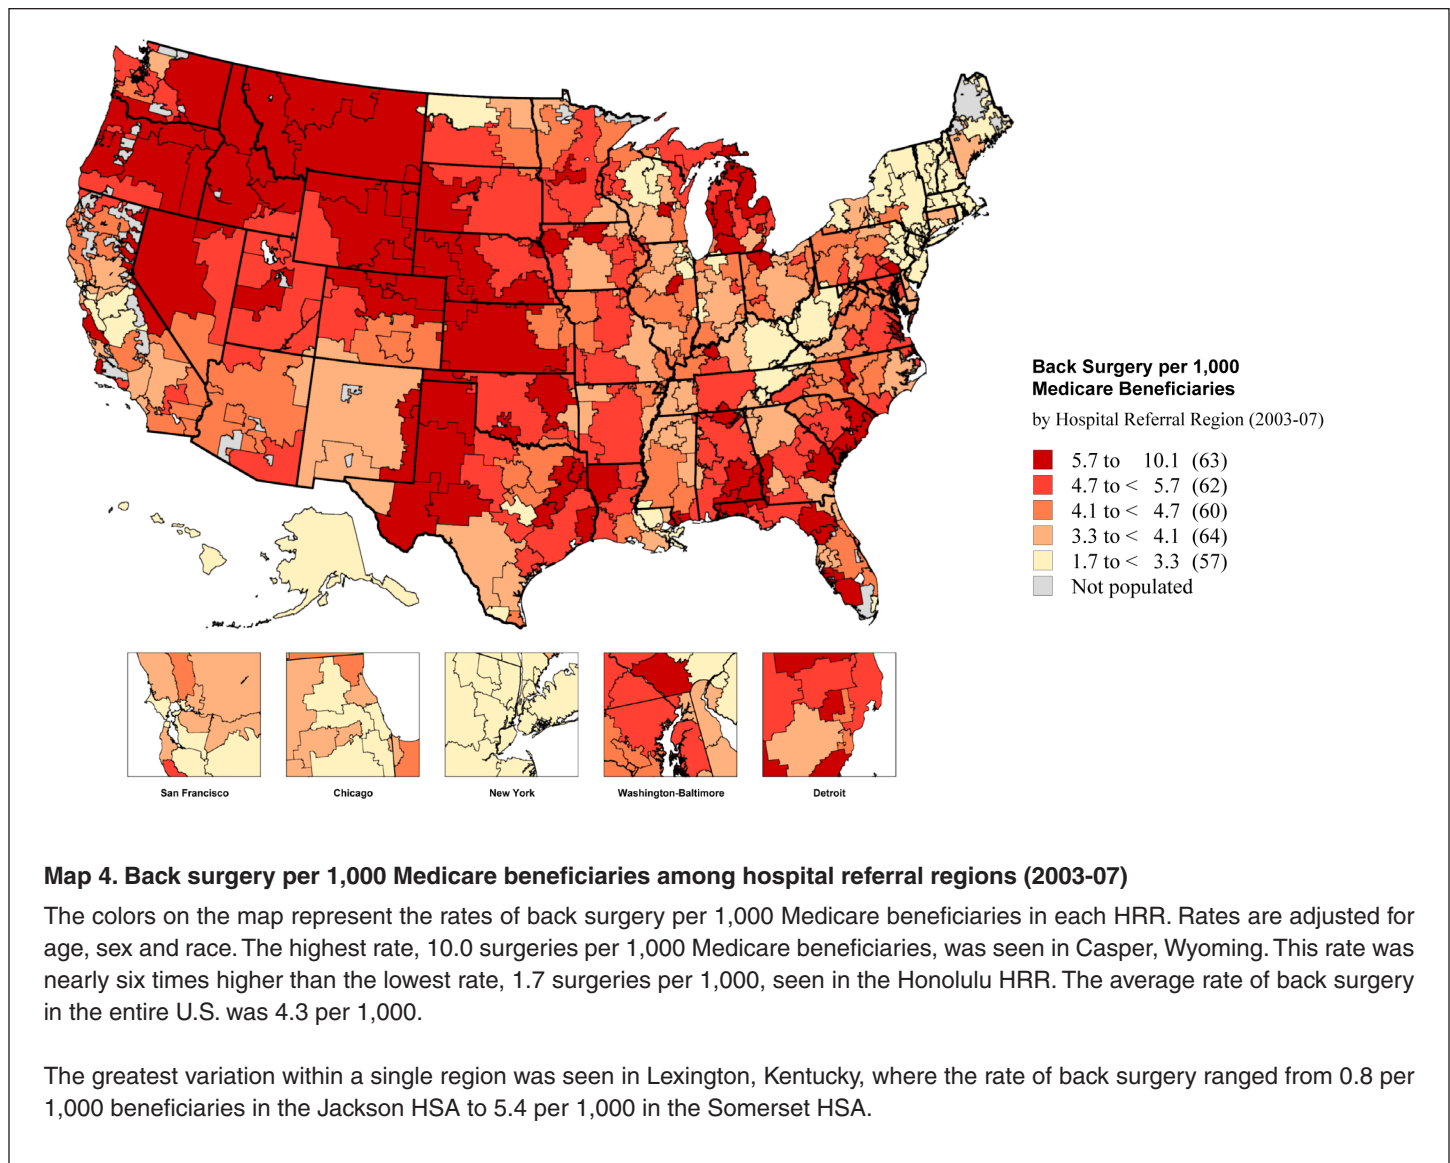 Back Surgery per 1,000
Medicare Beneficiaries
by Hospital Referral Region (2003-07)
5.7 to 10.1 (63)
4.7 to < 5.7 (62)
4.1 to < 4.7 (60)
3.3 to < 4.1 (64)
1.7 to < 3.3 (57)
Not populated
San Francisco
Chicago
New York
Washington-Baltimore
Detroit
Map 4. Back surgery per 1,000 Medicare beneficiaries among hospital referral regions (2003-07)
The colors on the map represent the rates of back surgery per 1,000 Medicare beneficiaries in each HRR. Rates are adjusted for
age, sex and race. The highest rate, 10.0 surgeries per 1,000 Medicare beneficiaries, was seen in Casper, Wyoming. This rate was
nearly six times higher than the lowest rate, 1.7 surgeries per 1,000, seen in the Honolulu HRR. The average rate of back surgery
in the entire U.S. was 4.3 per 1,000.
The greatest variation within a single region was seen in Lexington, Kentucky, where the rate of back surgery ranged from 0.8 per
1,000 beneficiaries in the Jackson HSA to 5.4 per 1,000 in the Somerset HSA.